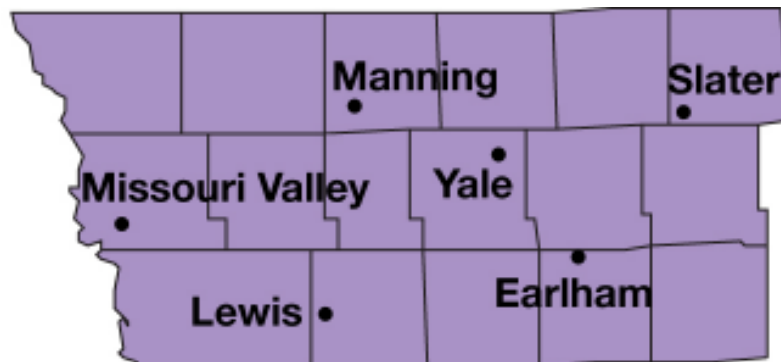 Manning
Slater
Missouri Valley
Yale
Lewis
Earlham